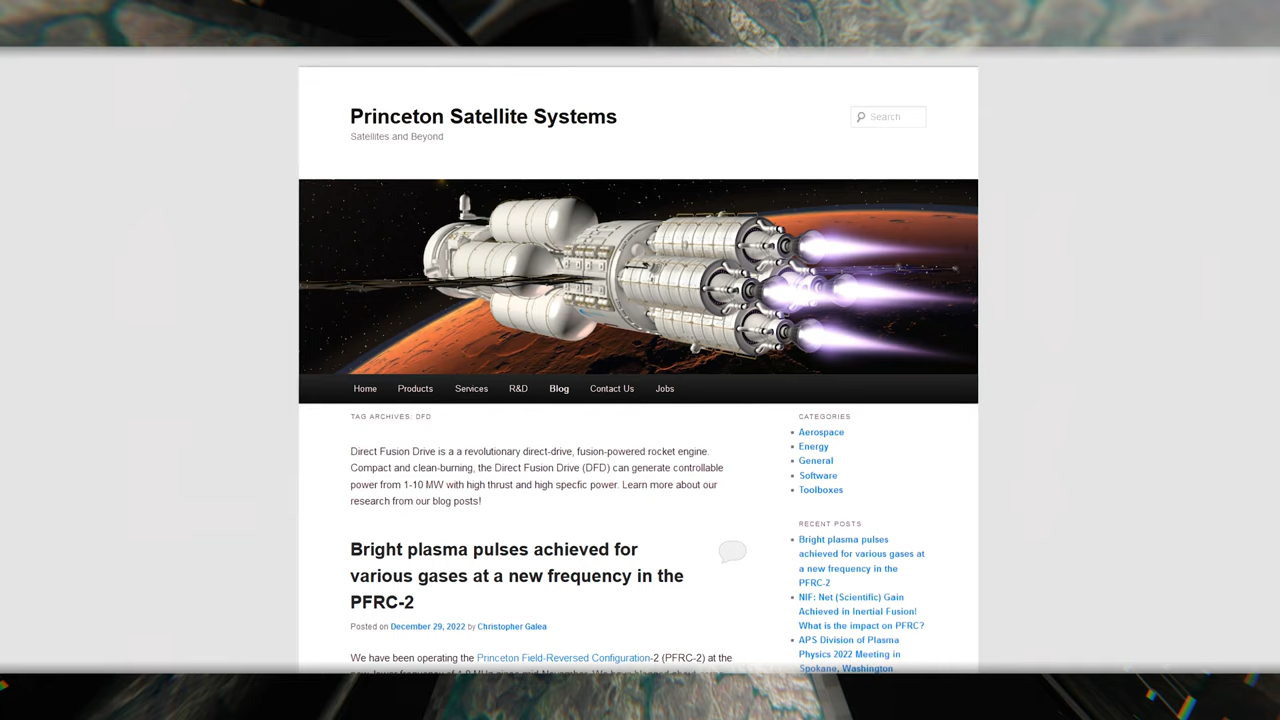 Princeton Satellite Systems
Satellites and Beyond
Search
Home Products Services R&D Blog Contact Us Jobs
TAG ARCHIVES: DFD
Direct Fusion Drive is a a revolutionary direct-drive, fusion-powered rocket engine.
Compact and clean-burning, the Direct Fusion Drive (DFD) can generate controllable
power from 1-10 MW with high thrust and high specfic power. Learn more about our
research from our blog posts!
Bright plasma pulses achieved for
various gases at a new frequency in the
PFRC-2
Posted on December 29, 2022 by Christopher Galea
We have been operating the Princeton Field-Reversed Configuration-2 (PFRC-2) at the
CATEGORIES
Aerospace
Energy
General
Software
Toolboxes
RECENT POSTS
Bright plasma pulses
achieved for various gases at
a new frequency in the
PFRC-2
NIF: Net (Scientific) Gain
Achieved in Inertial Fusion!
What is the impact on PFRC?
APS Division of Plasma
Physics 2022 Meeting in
Spokane, Washington